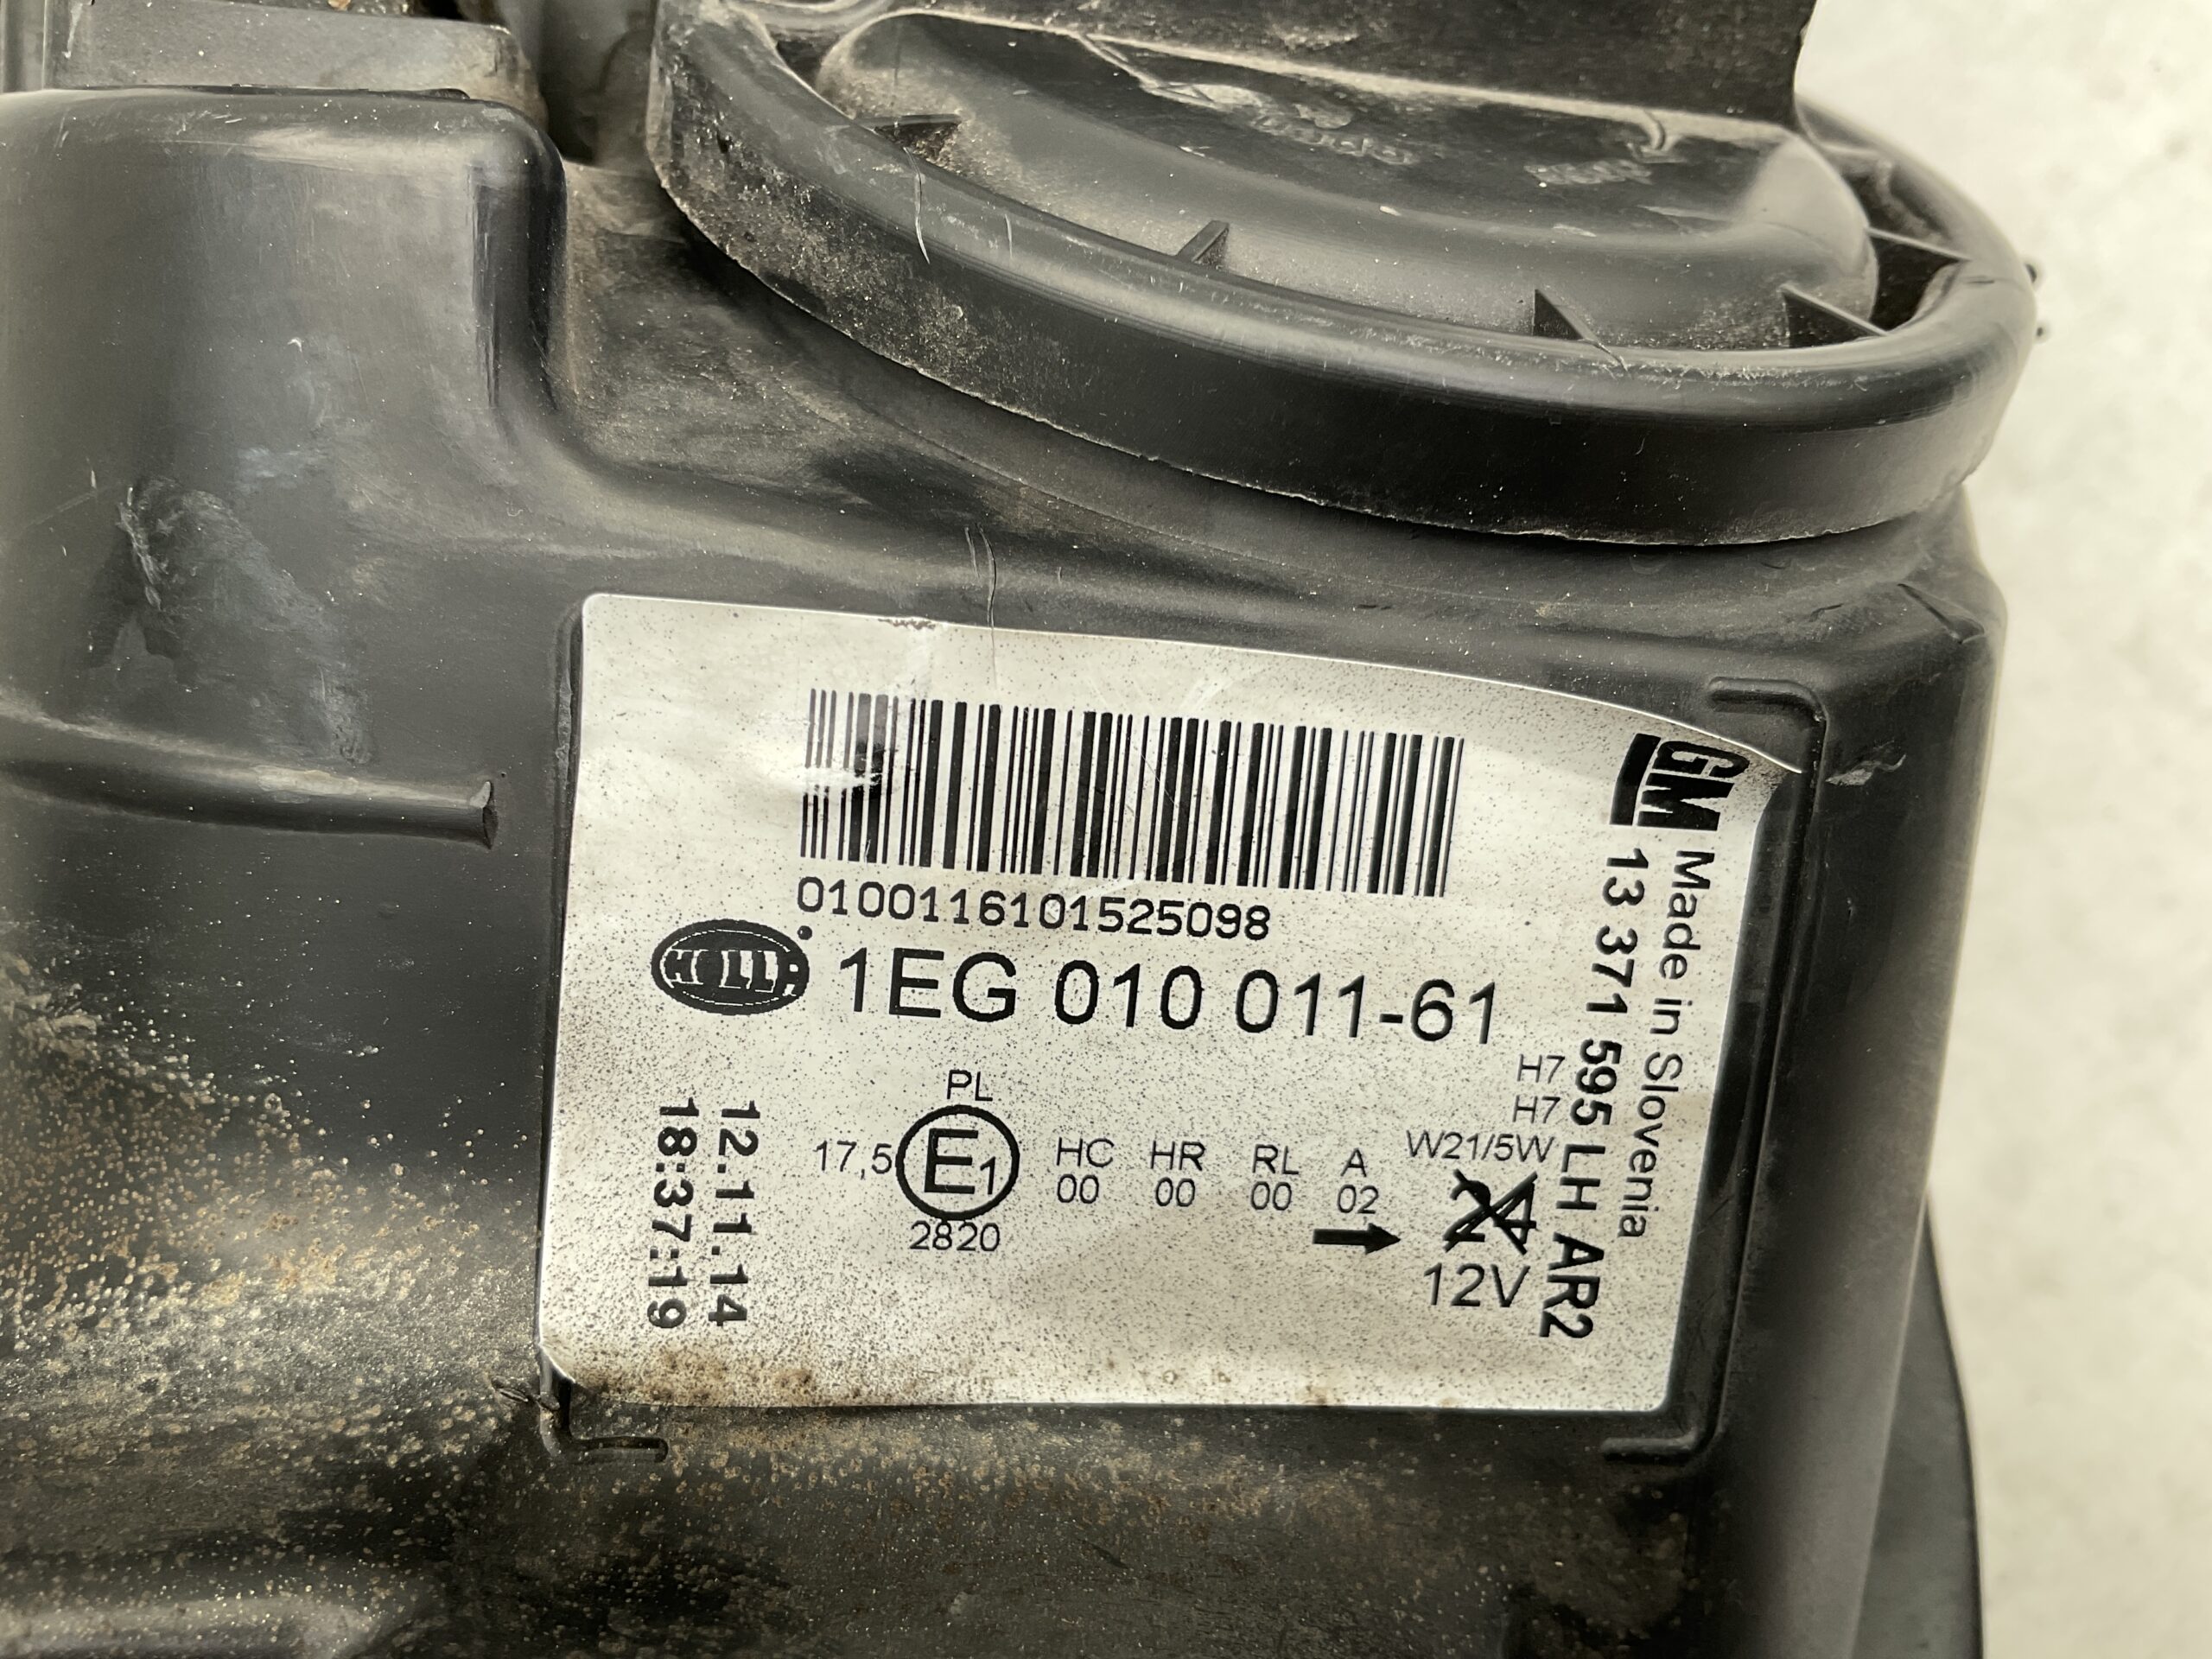 0100116101525098
HELLA 1EG 010 011-61
GM 13 371 595 LH AR2
Made in Slovenia
H7
H7
W21/5W
12V
PL
17,5 E1 HC HR RL A
00 00 00 02
2820
12.11.14
18:37:19